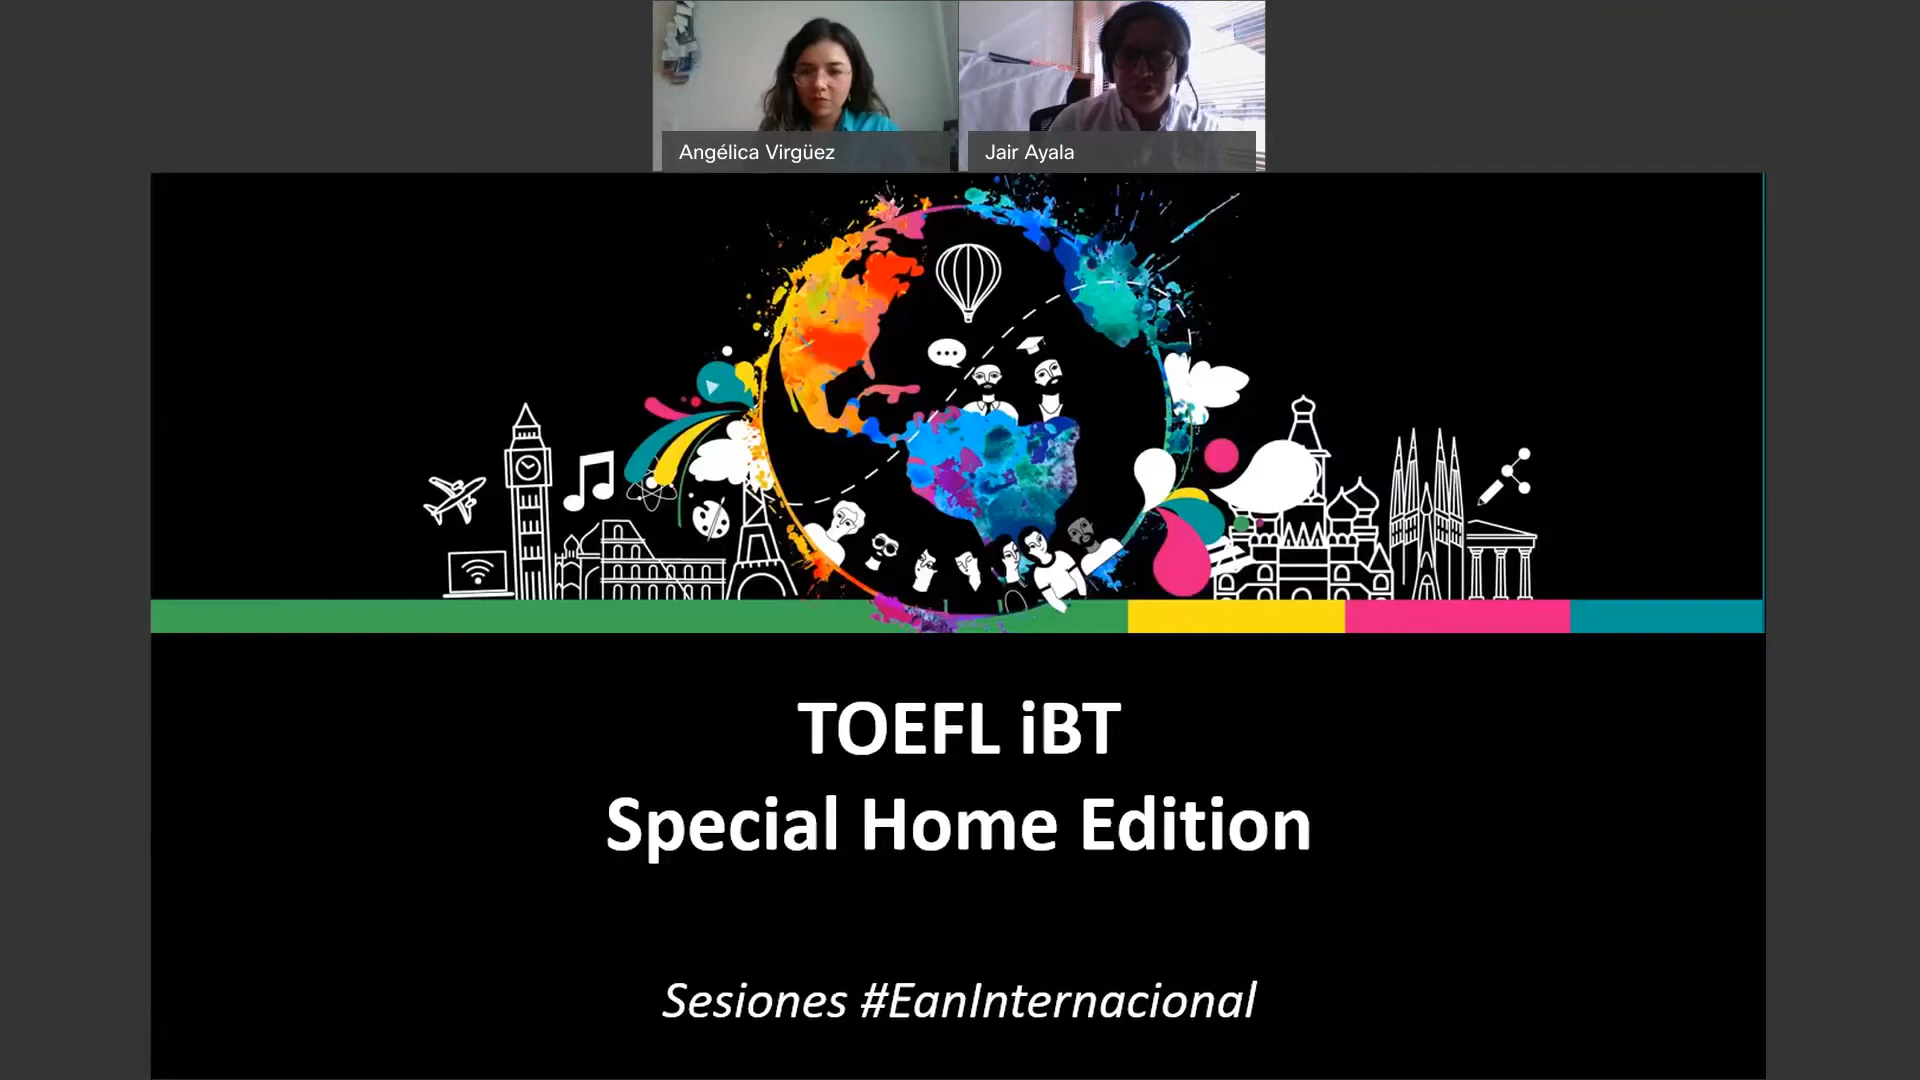 Angélica Virgüez
Jair Ayala
TOEFL iBT
Special Home Edition
Sesiones #EanInternacional